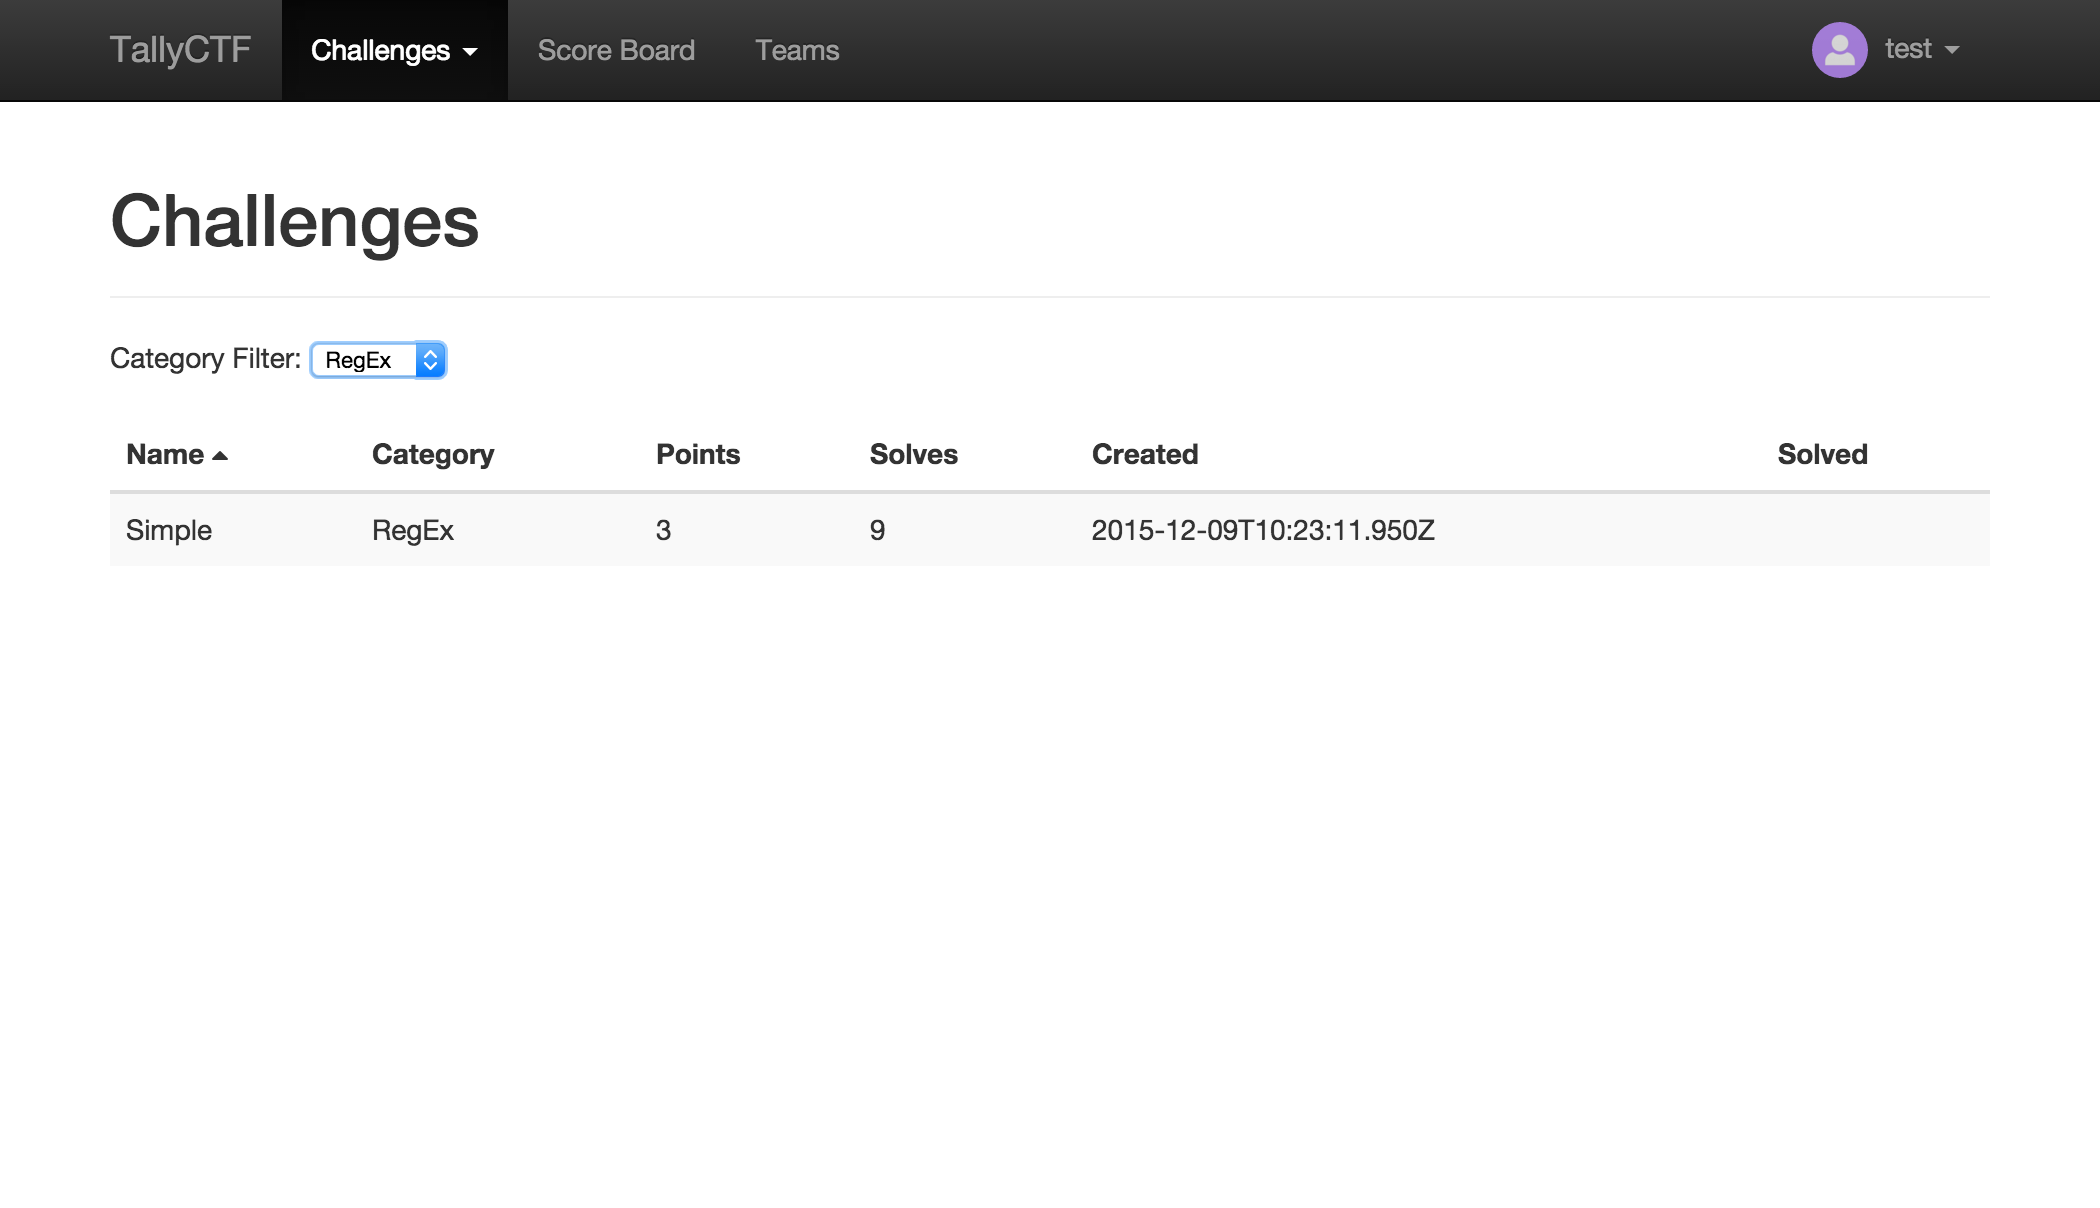 TallyCTF Challenges Score Board Teams test
Challenges
Category Filter: RegEx
Name Category Points Solves Created Solved
Simple RegEx 3 9 2015-12-09T10:23:11.950Z